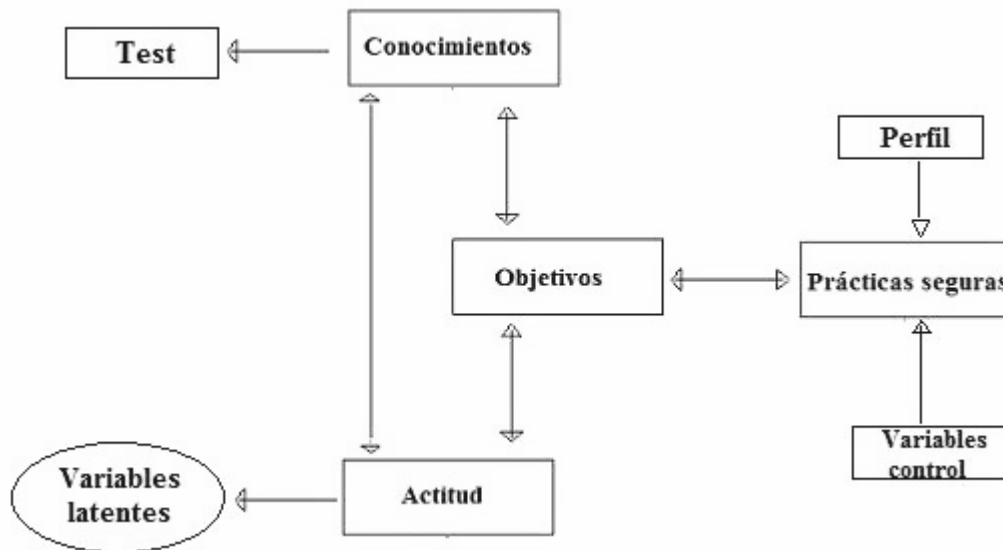 Test
Conocimientos
Perfil
Objetivos
Prácticas seguras
Variables
control
Variables
latentes
Actitud